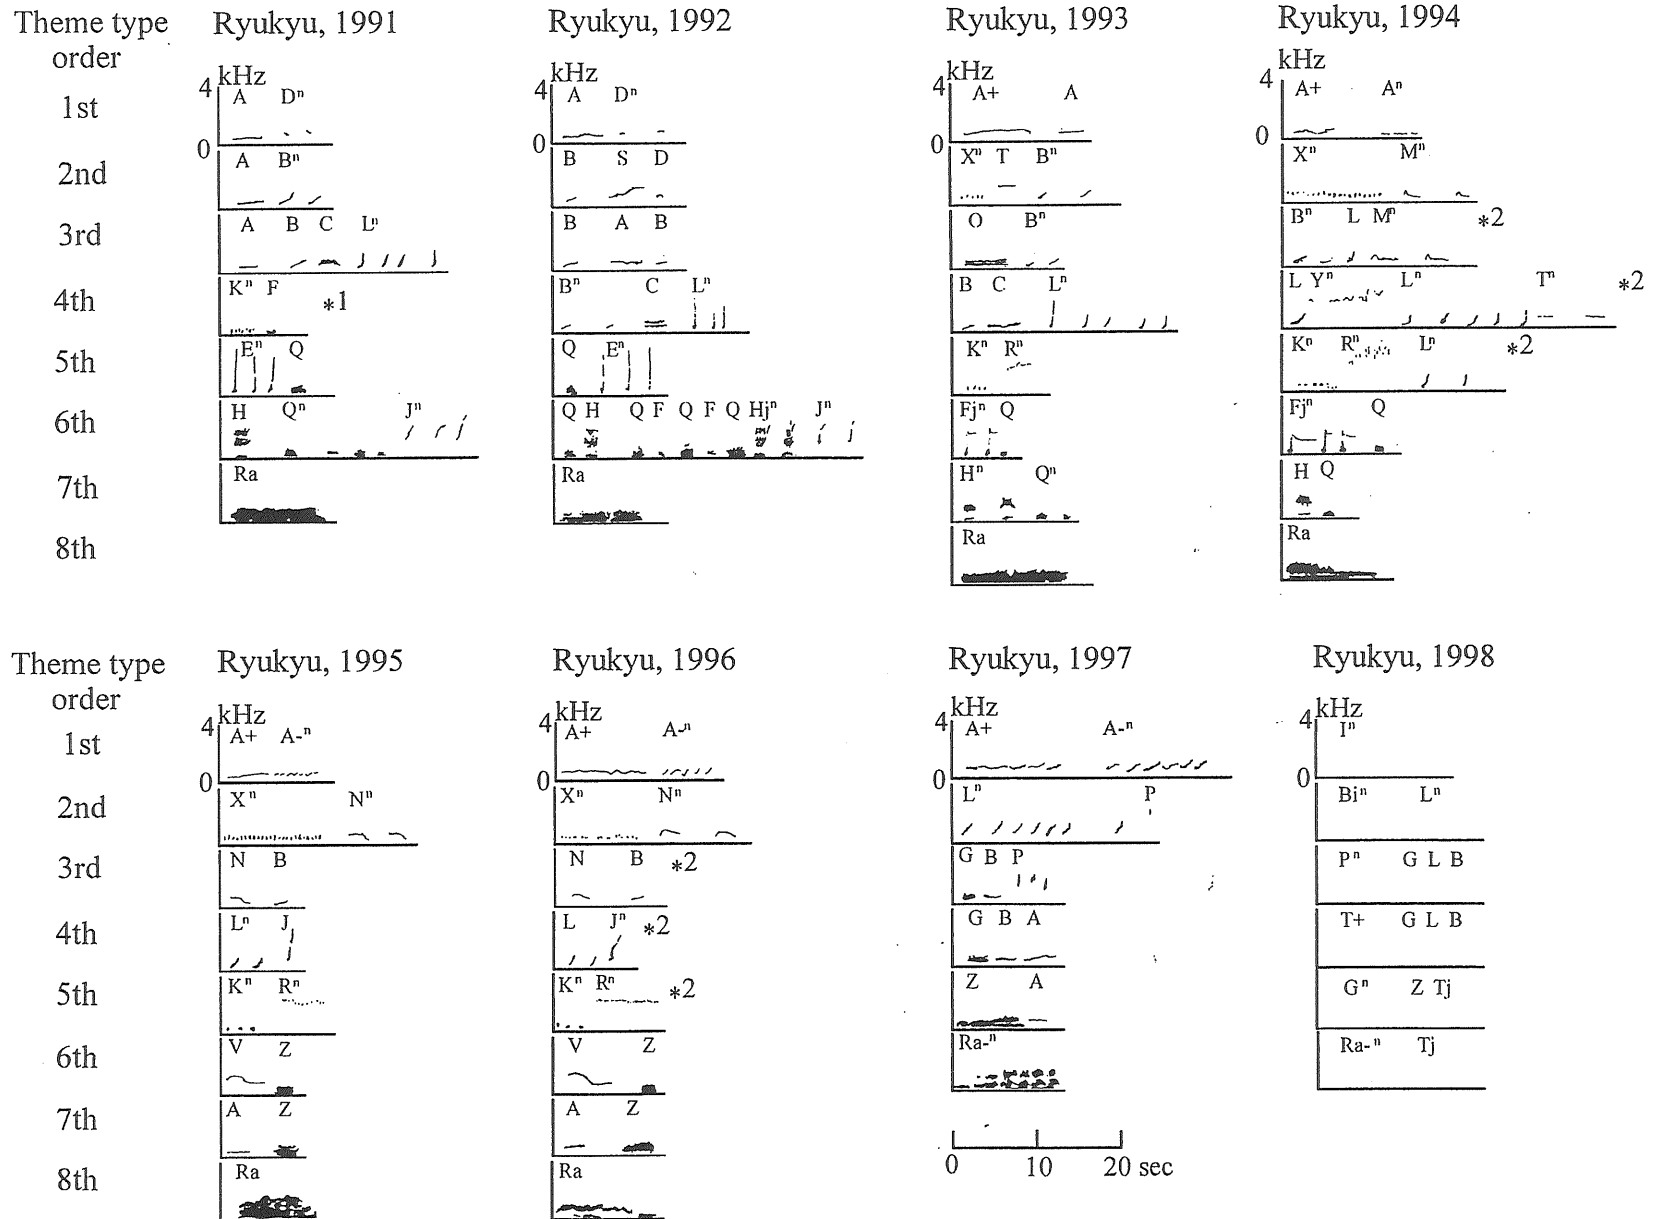 Theme type order
Ryukyu, 1991
Ryukyu, 1992
Ryukyu, 1993
Ryukyu, 1994
kHz kHz kHz kHz
4 4 4 4
1st
A Dⁿ
A Dⁿ
A+ A
A+ Aⁿ
0 0 0 0
2nd
A Bⁿ
B S D
Xⁿ T Bⁿ
Xⁿ Mⁿ
3rd
A B C Lⁿ
B A B
O Bⁿ
Bⁿ L Mⁿ *2
4th
Kⁿ F *1
Bⁿ C Lⁿ
B C Lⁿ
L Yⁿ Lⁿ Tⁿ *2
5th
Eⁿ Q
Q Eⁿ
Kⁿ Rⁿ
Kⁿ Rⁿ Lⁿ *2
6th
H Qⁿ Jⁿ
Q H Q F Q F Q Hjⁿ Jⁿ
Fjⁿ Q
Fjⁿ Q
7th
Ra
Ra
Hⁿ Qⁿ
H Q
8th
Ra
Ra
Theme type order
Ryukyu, 1995
Ryukyu, 1996
Ryukyu, 1997
Ryukyu, 1998
kHz kHz kHz kHz
4 4 4 4
1st
A+ A-ⁿ
A+ A-ⁿ
A+ A-ⁿ
Iⁿ
0 0 0 0
2nd
Xⁿ Nⁿ
Xⁿ Nⁿ
Lⁿ P
Biⁿ Lⁿ
3rd
N B
N B *2
G B P
Pⁿ G L B
4th
Lⁿ J
L Jⁿ *2
G B A
T+ G L B
5th
Kⁿ Rⁿ
Kⁿ Rⁿ *2
Z A
Gⁿ Z Tj
6th
V Z
V Z
Ra-ⁿ
Ra-ⁿ Tj
7th
A Z
A Z
8th
Ra
Ra
0 10 20 sec